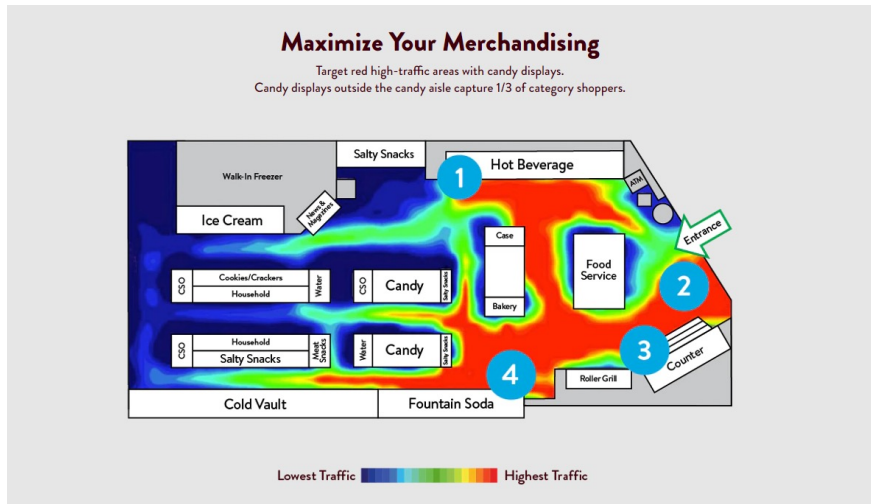 Maximize Your Merchandising
Target red high-traffic areas with candy displays.
Candy displays outside the candy aisle capture 1/3 of category shoppers.
Salty Snacks
Hot Beverage
Walk-In Freezer
1
ATM
News &
Magazines
Ice Cream
Entrance
Case
Food
Service
Cookies/Crackers
Household
CSO
Water
CSO
Candy
Salty Snacks
2
Bakery
Household
Salty Snacks
CSO
Meat
Snacks
Water
Candy
Salty Snacks
3
Counter
4
Roller Grill
Cold Vault
Fountain Soda
Lowest Traffic
Highest Traffic